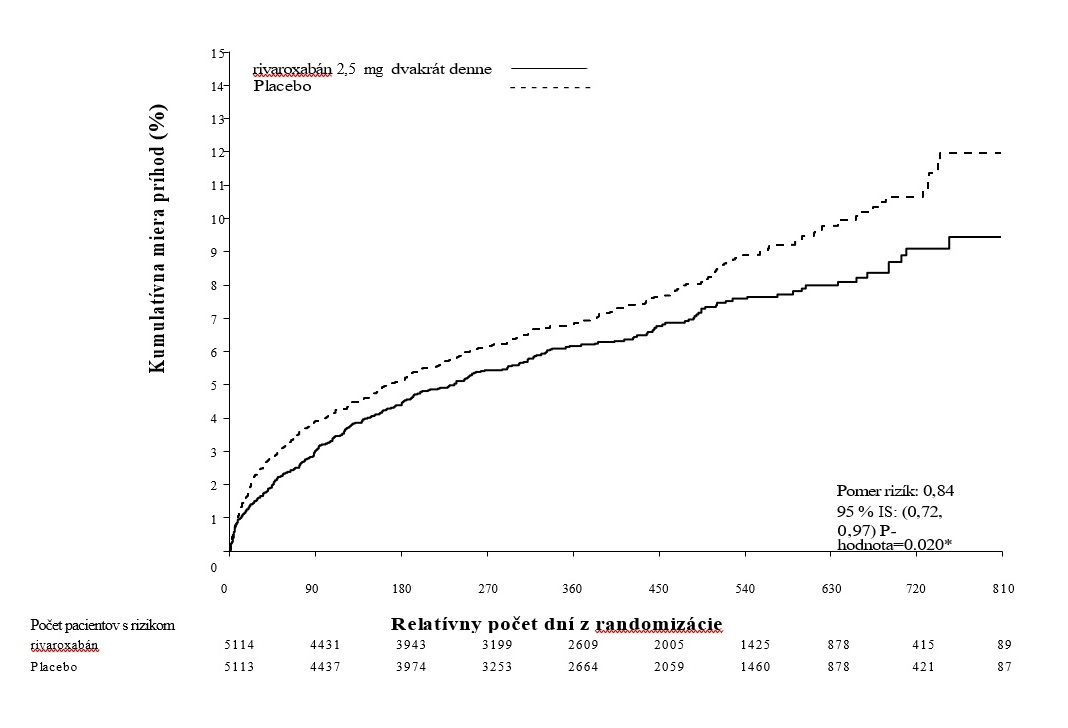 rivaroxabán 2,5 mg dvakrát denne
Placebo
Kumulatívna miera príhod (%)
15
14
13
12
11
10
9
8
7
6
5
4
3
2
1
0
Pomer rizík: 0,84
95 % IS: (0,72,
0,97) P-
hodnota=0,020*
0 90 180 270 360 450 540 630 720 810
Relatívny počet dní z randomizácie
Počet pacientov s rizikom
rivaroxabán 5114 4431 3943 3199 2609 2005 1425 878 415 89
Placebo 5113 4437 3974 3253 2664 2059 1460 878 421 87